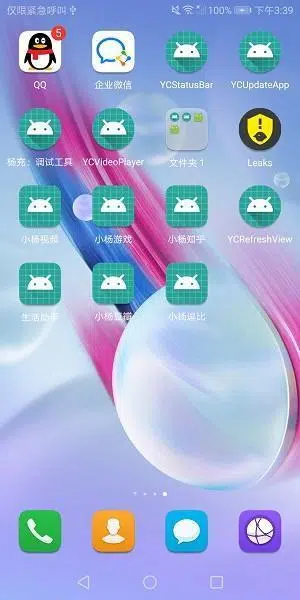 仅限紧急呼叫 100% 下午3:39
5
QQ 企业微信 YCStatusBar YCUpdateApp
杨充：调试工具 YCVideoPlayer 文件夹 1 Leaks
小杨视频 小杨游戏 小杨知乎 YCRefreshView
生活助手 小杨豆瓣 小杨逗比